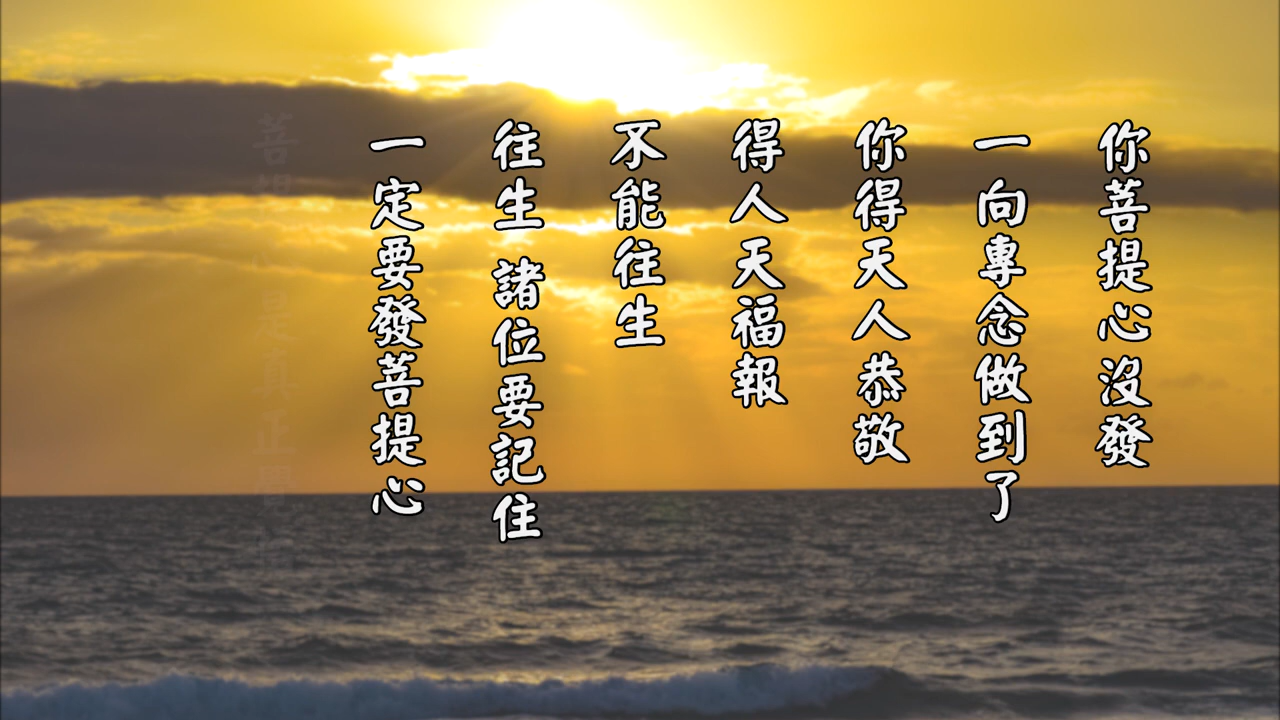 你菩提心沒發
一向專念做到了
你得天人恭敬
得人天福報
不能往生
往生 諸位要記住
一定要發菩提心